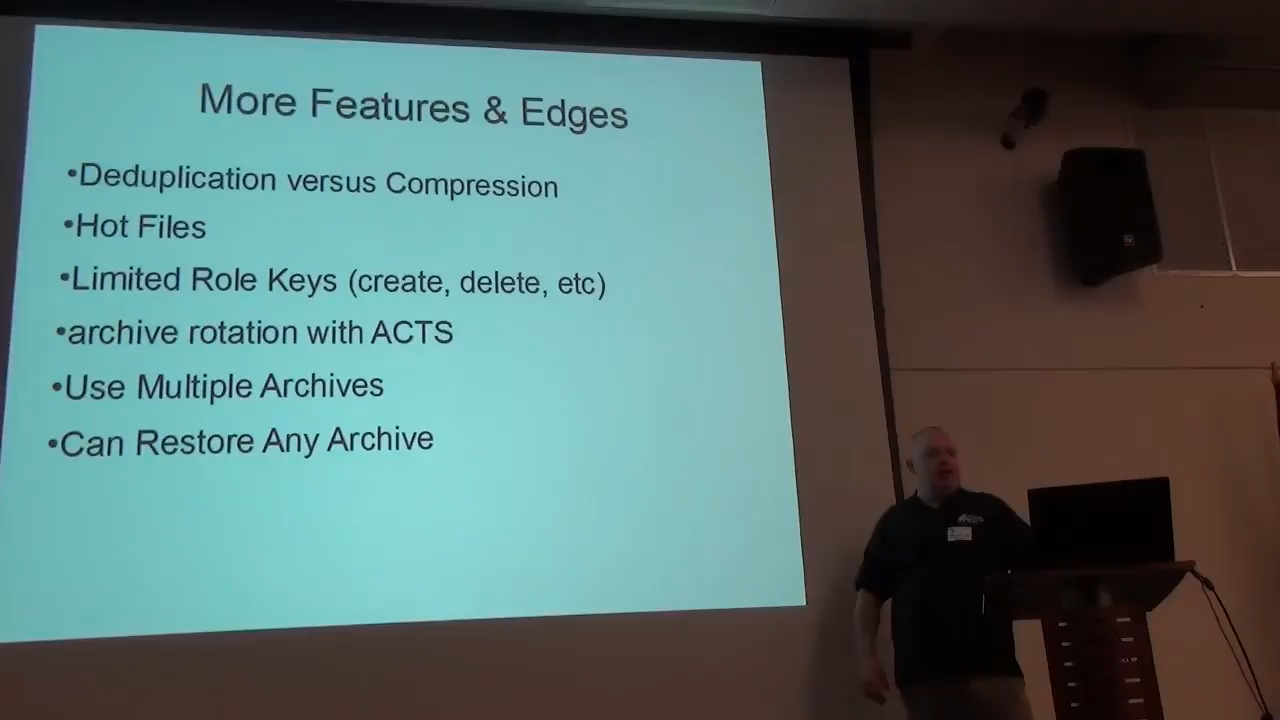 More Features & Edges
•Deduplication versus Compression
•Hot Files
•Limited Role Keys (create, delete, etc)
•archive rotation with ACTS
•Use Multiple Archives
•Can Restore Any Archive